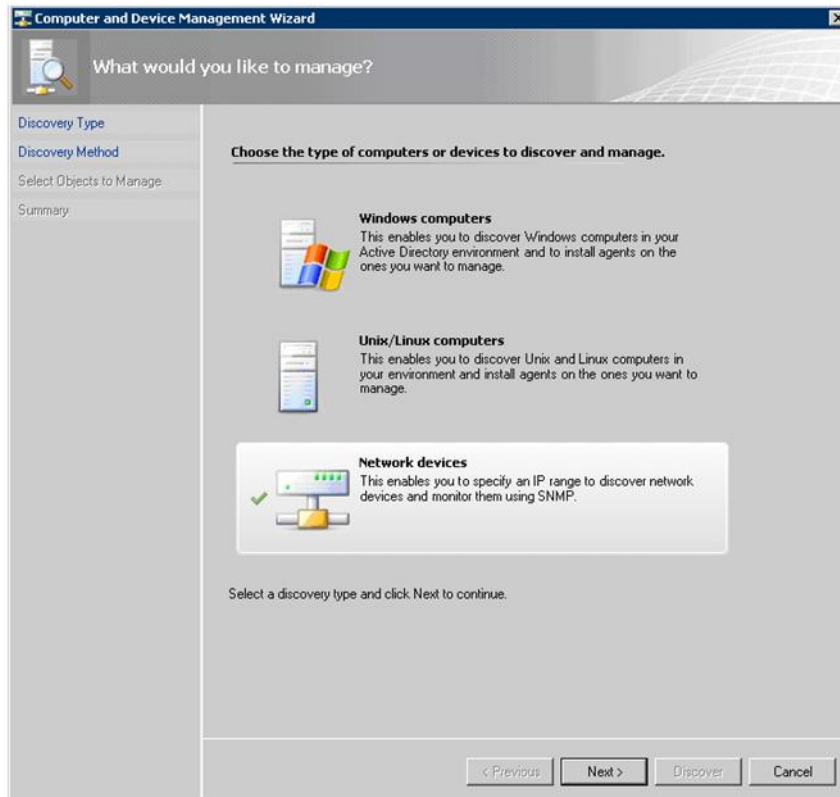 Computer and Device Management Wizard
What would you like to manage?
Discovery Type
Discovery Method
Select Objects to Manage
Summary
Choose the type of computers or devices to discover and manage.
Windows computers
This enables you to discover Windows computers in your
Active Directory environment and to install agents on the
ones you want to manage.
Unix/Linux computers
This enables you to discover Unix and Linux computers in
your environment and install agents on the ones you want to
manage.
Network devices
This enables you to specify an IP range to discover network
devices and monitor them using SNMP.
Select a discovery type and click Next to continue.
< Previous
Next >
Discover
Cancel